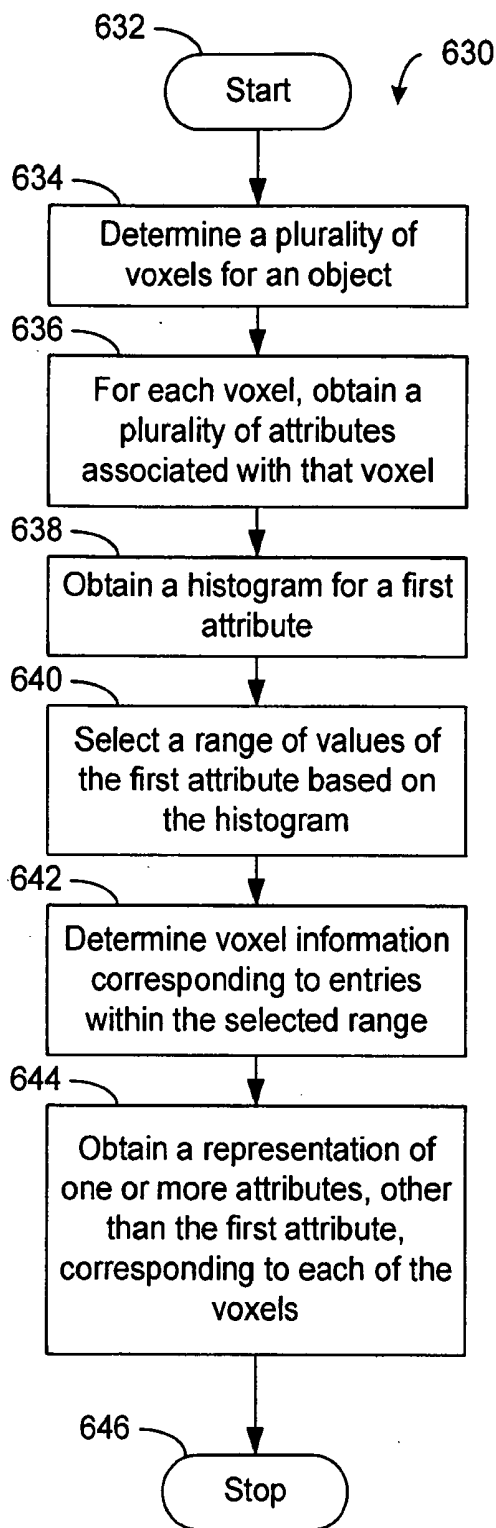 632
630
Start
634
Determine a plurality of
voxels for an object
636
For each voxel, obtain a
plurality of attributes
associated with that voxel
638
Obtain a histogram for a first
attribute
640
Select a range of values of
the first attribute based on
the histogram
642
Determine voxel information
corresponding to entries
within the selected range
644
Obtain a representation of
one or more attributes, other
than the first attribute,
corresponding to each of the
voxels
646
Stop